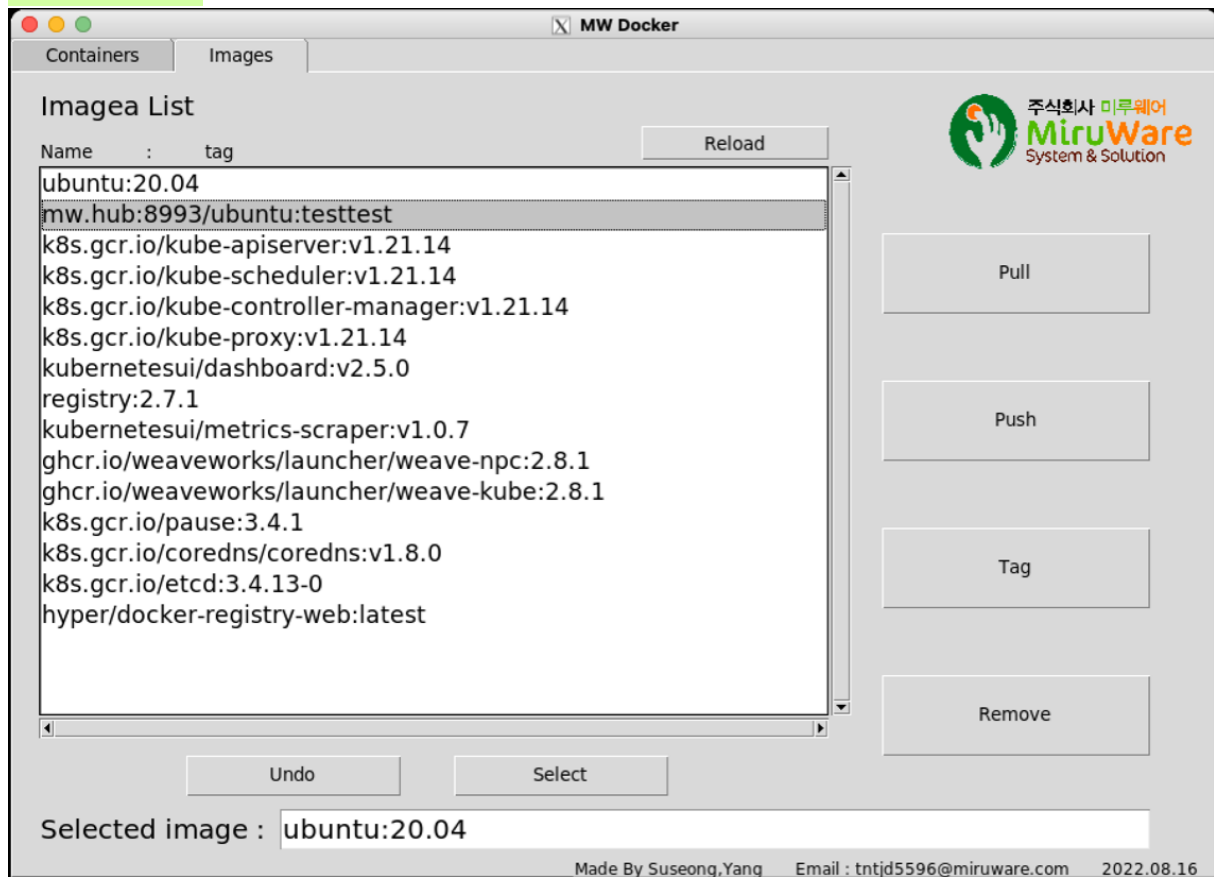 MW Docker
Containers Images
Imagea List
주식회사 미루웨어
MiruWare
System & Solution
Name : tag
Reload
ubuntu:20.04
mw.hub:8993/ubuntu:testtest
k8s.gcr.io/kube-apiserver:v1.21.14
k8s.gcr.io/kube-scheduler:v1.21.14
k8s.gcr.io/kube-controller-manager:v1.21.14
k8s.gcr.io/kube-proxy:v1.21.14
kubernetesui/dashboard:v2.5.0
registry:2.7.1
kubernetesui/metrics-scraper:v1.0.7
ghcr.io/weaveworks/launcher/weave-npc:2.8.1
ghcr.io/weaveworks/launcher/weave-kube:2.8.1
k8s.gcr.io/pause:3.4.1
k8s.gcr.io/coredns/coredns:v1.8.0
k8s.gcr.io/etcd:3.4.13-0
hyper/docker-registry-web:latest
Pull
Push
Tag
Remove
Undo Select
Selected image : ubuntu:20.04
Made By Suseong,Yang Email : tntjd5596@miruware.com 2022.08.16